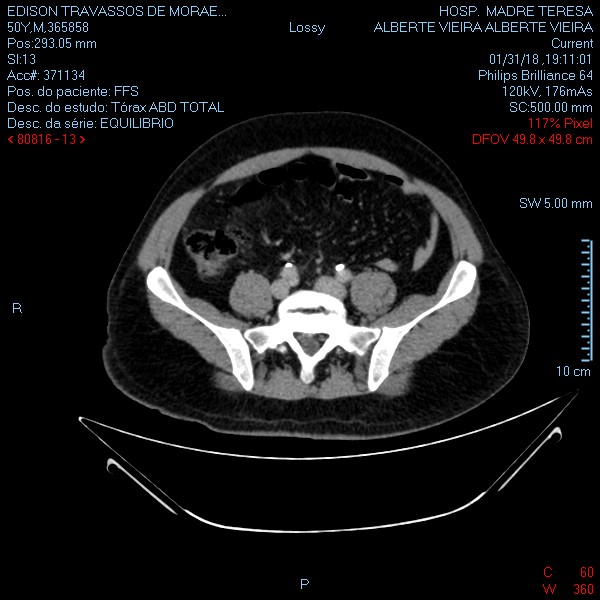 EDISON TRAVASSOS DE MORAE...
50Y,M,365858
Pos:293.05 mm
SI:13
Acc#: 371134
Pos. do paciente: FFS
Desc. do estudo: Tórax ABD TOTAL
Desc. da série: EQUILIBRIO
< 80816 - 13 >
Lossy
HOSP. MADRE TERESA
ALBERTE VIEIRA ALBERTE VIEIRA
Current
01/31/18 ,19:11:01
Philips Brilliance 64
120kV, 176mAs
SC:500.00 mm
117% Pixel
DFOV 49.8 x 49.8 cm
SW 5.00 mm
R
10 cm
P
C 60
W 360